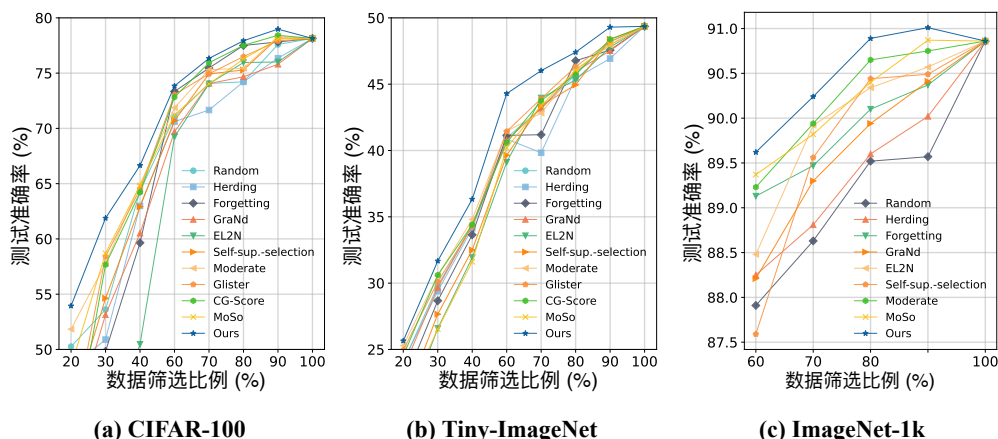 测试准确率 (%)
80
75
70
65
60
55
50
20 30 40 60 70 80 90 100
数据筛选比例 (%)
Random
Herding
Forgetting
GraNd
EL2N
Self-sup.-selection
Moderate
Glister
CG-Score
MoSo
Ours
(a) CIFAR-100
测试准确率 (%)
50
45
40
35
30
25
20 30 40 60 70 80 90 100
数据筛选比例 (%)
Random
Herding
Forgetting
GraNd
EL2N
Self-sup.-selection
Moderate
Glister
CG-Score
MoSo
Ours
(b) Tiny-ImageNet
测试准确率 (%)
91.0
90.5
90.0
89.5
89.0
88.5
88.0
87.5
60 70 80 90 100
数据筛选比例 (%)
Random
Herding
Forgetting
GraNd
EL2N
Self-sup.-selection
Moderate
MoSo
Ours
(c) ImageNet-1k